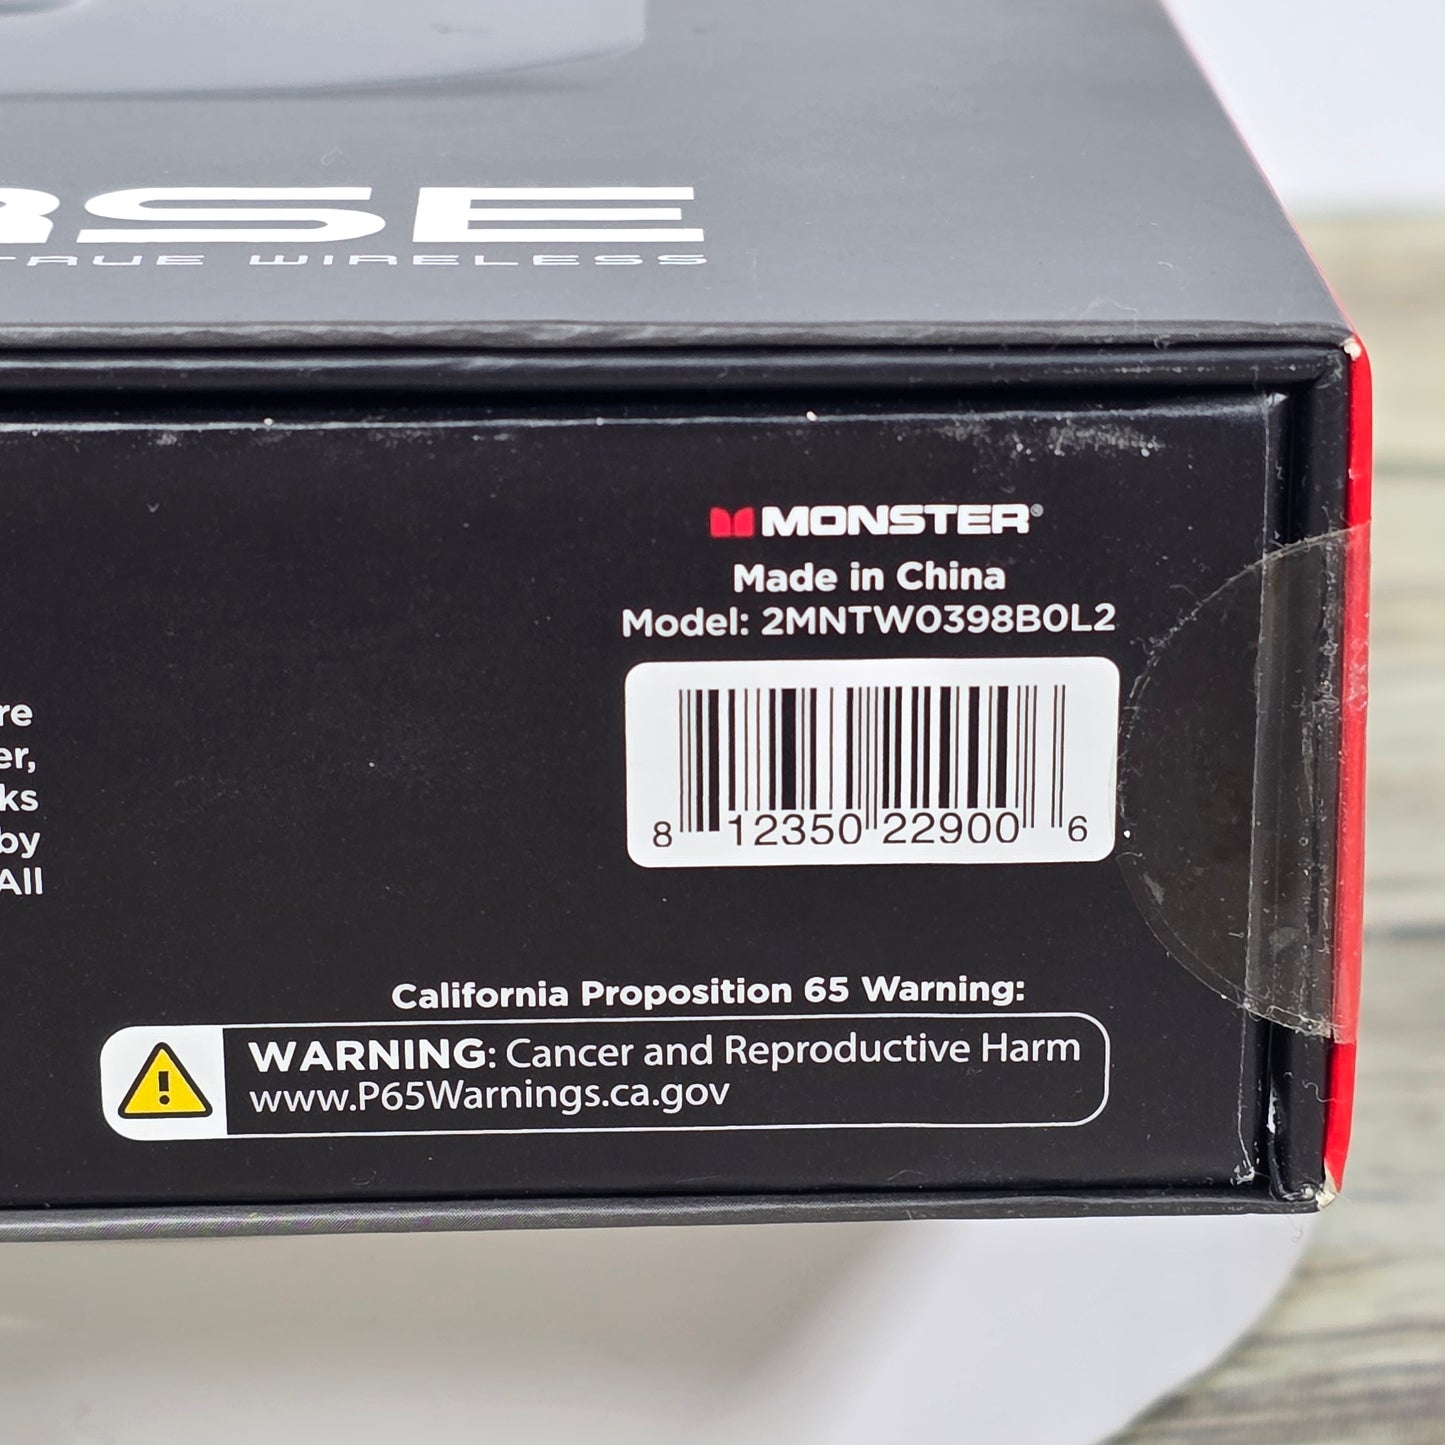 RSE
TRUE WIRELESS
MONSTER®
Made in China
Model: 2MNTW0398B0L2
re
er,
ks
by
All
8 12350 22900 6
California Proposition 65 Warning:
WARNING: Cancer and Reproductive Harm
www.P65Warnings.ca.gov